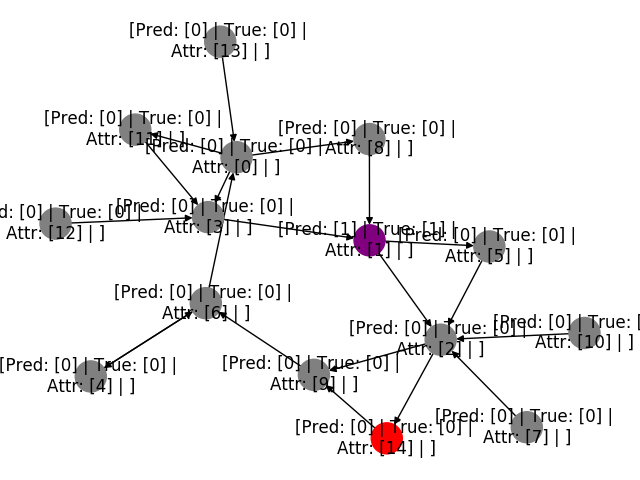 [Pred: [0] | True: [0] |
Attr: [13] | ]
[Pred: [0] | True: [0] |
Attr: [11] | ]
[Pred: [0] | True: [0] |
Attr: [0] | ]
[Pred: [0] | True: [0] |
Attr: [8] | ]
d: [0] | True: [0] |
Attr: [12] | ]
[Pred: [0] | True: [0] |
Attr: [3] | ]
[Pred: [1] | True: [1] |
Attr: [1] | ]
[Pred: [0] | True: [0] |
Attr: [5] | ]
[Pred: [0] | True: [0] |
Attr: [6] | ]
[Pred: [0] | True: [0] |
Attr: [2] | ]
[Pred: [0] | True: [
Attr: [10] | ]
[Pred: [0] | True: [0] |
Attr: [4] | ]
[Pred: [0] | True: [0] |
Attr: [9] | ]
[Pred: [0] | True: [0] |
Attr: [14] | ]
[Pred: [0] | True: [0] |
Attr: [7] | ]